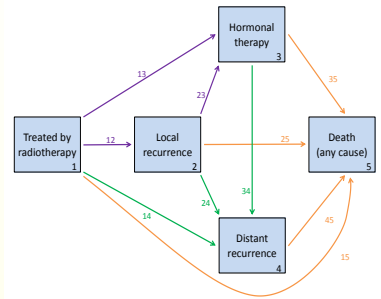 Hormonal
therapy
3
13
35
23
Treated by
radiotherapy
1
12
Local
recurrence
2
25
Death
(any cause)
5
34
24
14
45
15
Distant
recurrence
4